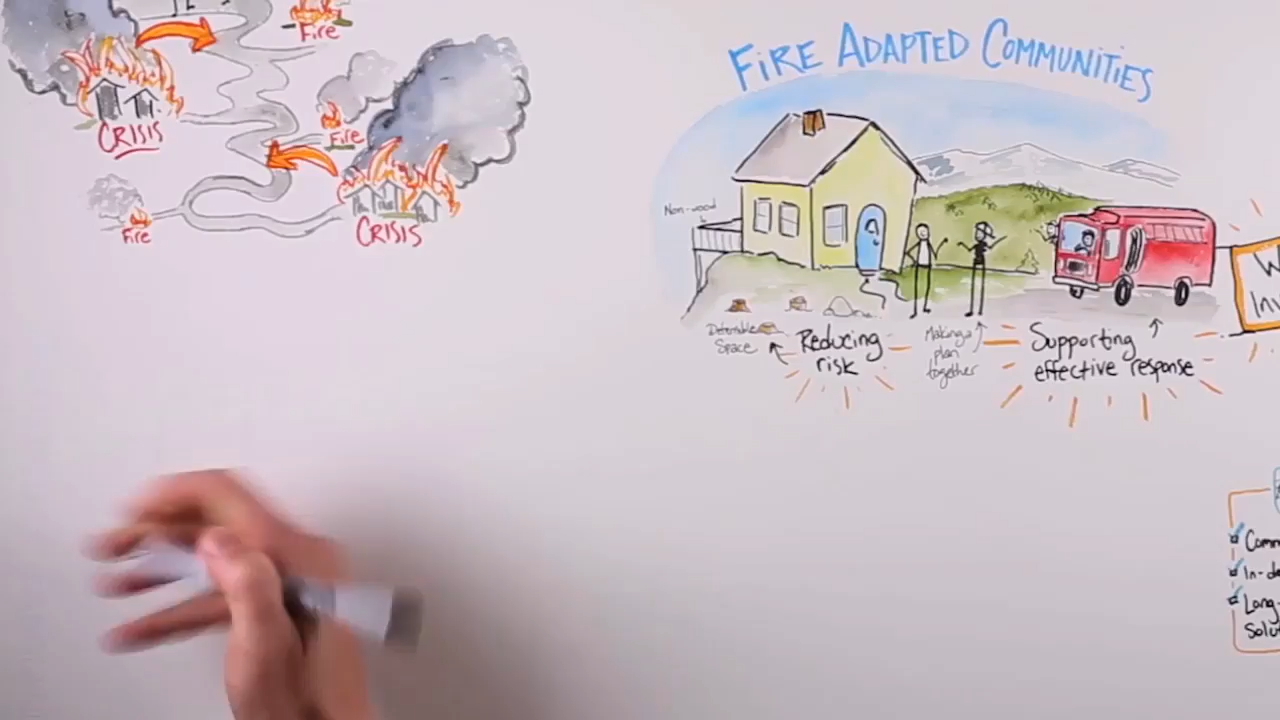 Fire
CRISIS
Fire
Fire
CRISIS
FIRE ADAPTED COMMUNITIES
Non-wood
Defensible
Space
Reducing
risk
Making a
plan
together
Supporting
effective response